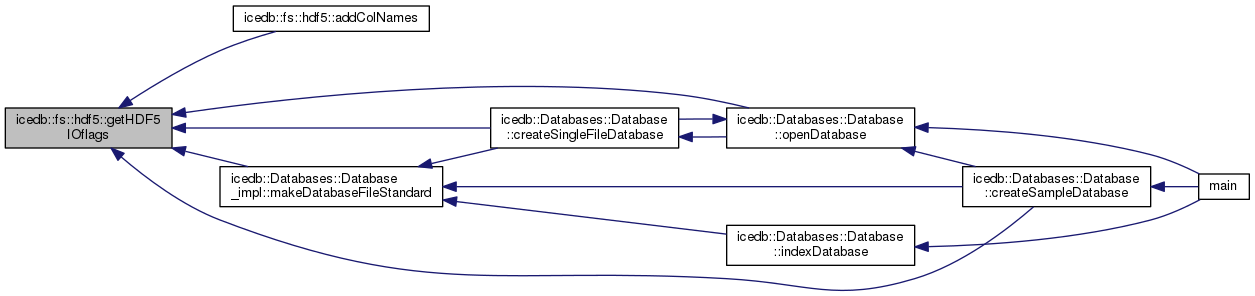 icedb::fs::hdf5::addColNames
icedb::fs::hdf5::getHDF5
IOflags
icedb::Databases::Database
::createSingleFileDatabase
icedb::Databases::Database
::openDatabase
icedb::Databases::Database
_impl::makeDatabaseFileStandard
icedb::Databases::Database
::createSampleDatabase
main
icedb::Databases::Database
::indexDatabase